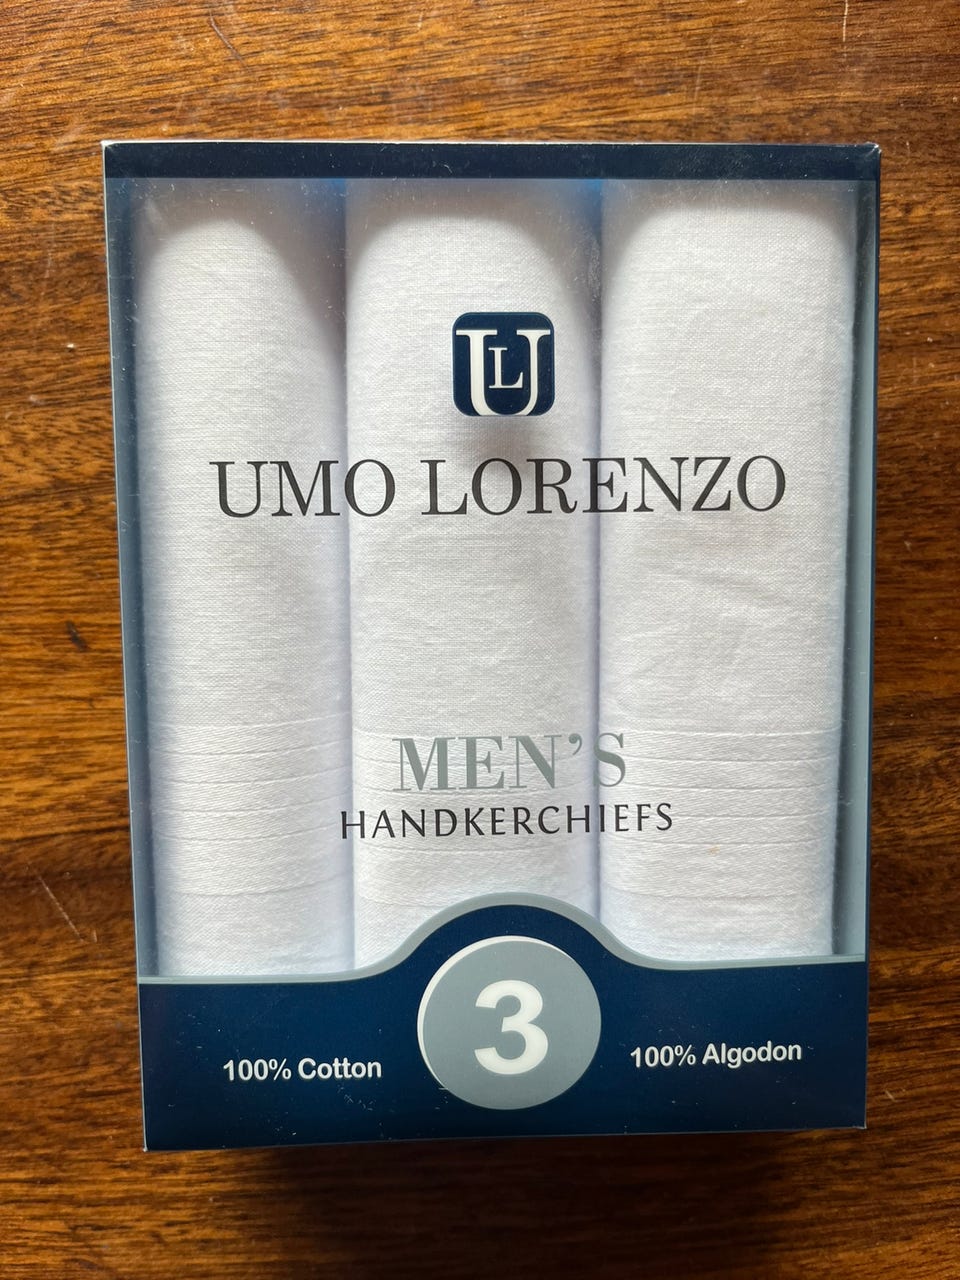 UL
UMO LORENZO
MEN'S
HANDKERCHIEFS
3
100% Cotton
100% Algodon